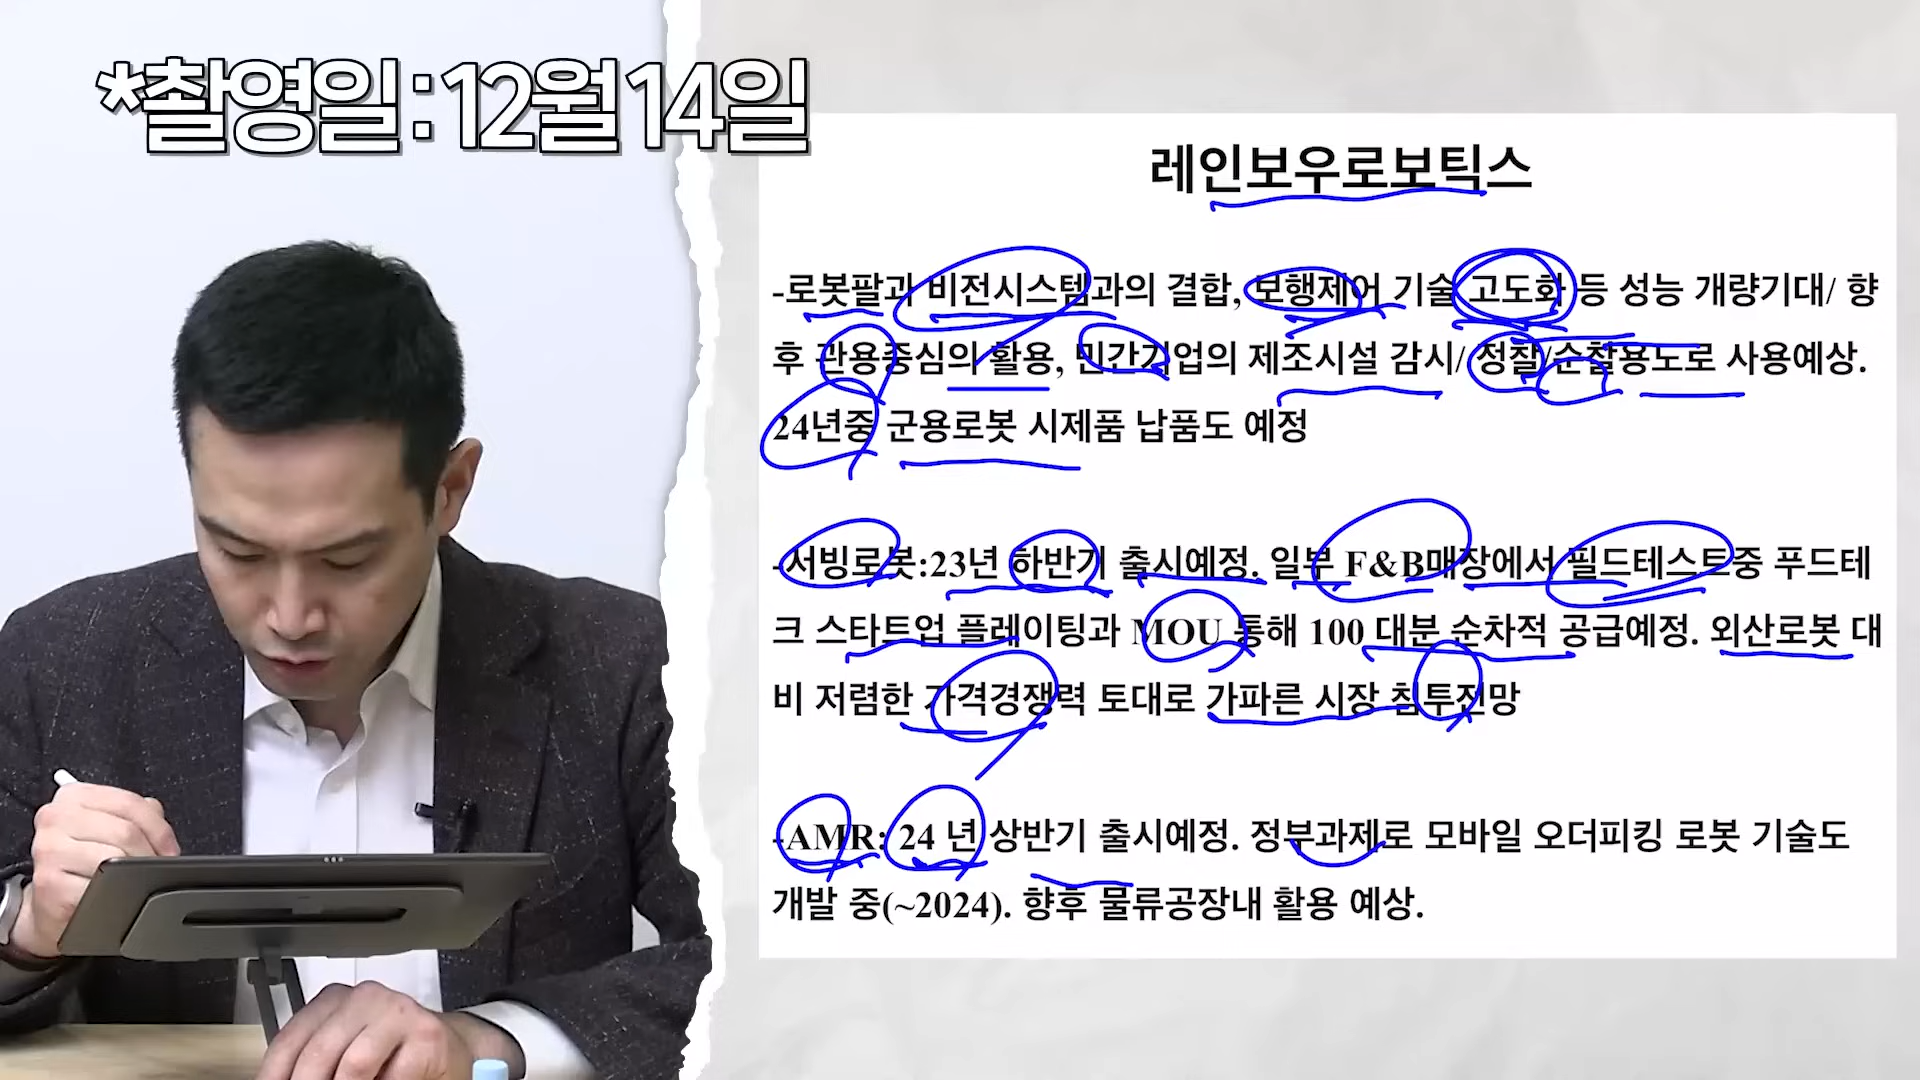 *촬영일:12월14일
레인보우로보틱스
-로봇팔과 비전시스템과의 결합, 보행제어 기술 고도화 등 성능 개량기대/ 향
후 관용중심의 활용, 민간기업의 제조시설 감시/ 정찰/순찰용도로 사용예상.
24년중 군용로봇 시제품 납품도 예정
-서빙로봇:23년 하반기 출시예정. 일부 F&B매장에서 필드테스트중 푸드테
크 스타트업 플레이팅과 MOU 통해 100 대분 순차적 공급예정. 외산로봇 대
비 저렴한 가격경쟁력 토대로 가파른 시장 침투전망
-AMR: 24 년 상반기 출시예정. 정부과제로 모바일 오더피킹 로봇 기술도
개발 중(~2024). 향후 물류공장내 활용 예상.